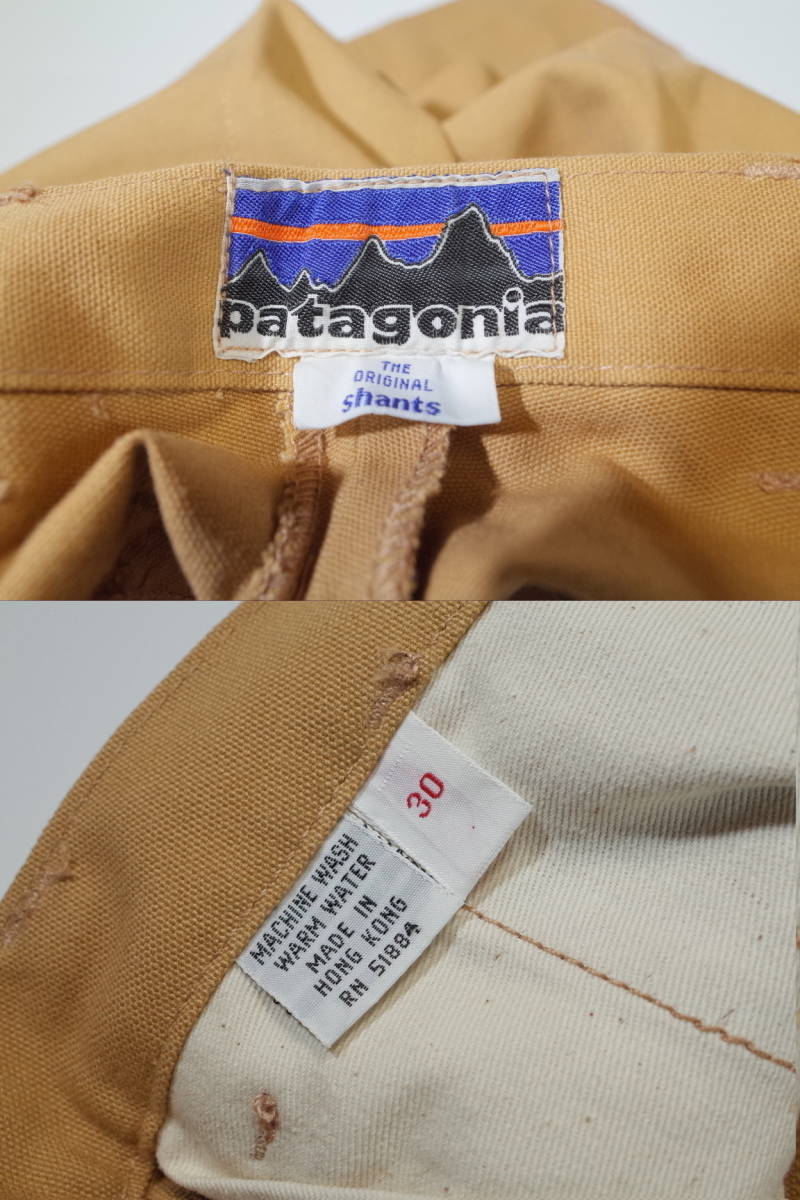 patagonia
THE
ORIGINAL
shants
30
MACHINE WASH
WARM WATER
MADE IN
HONG KONG
RN 51884